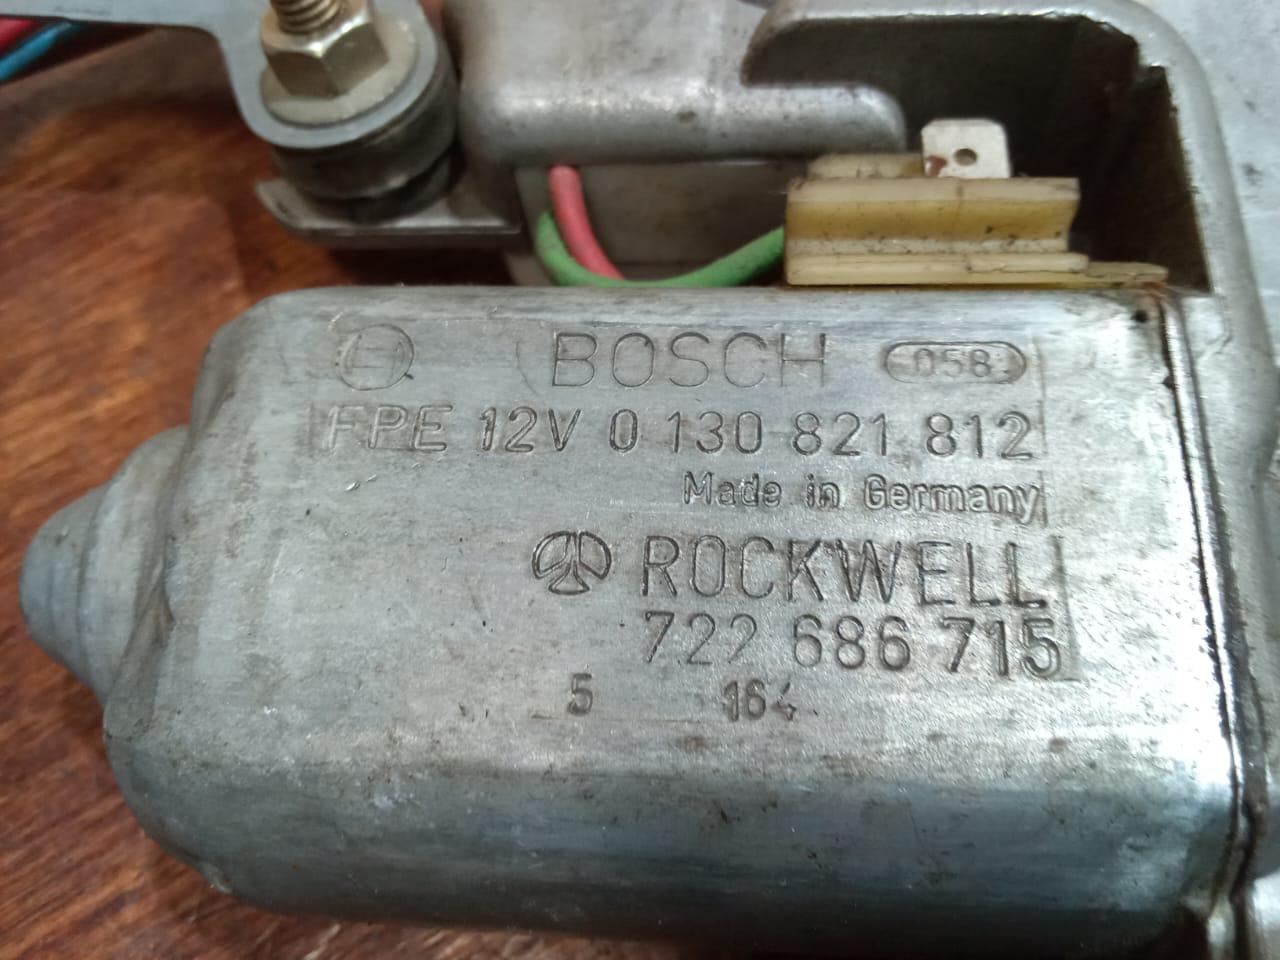 BOSCH 058
FPE 12V 0 130 821 812
Made in Germany
ROCKWELL
722 686 715
5 164